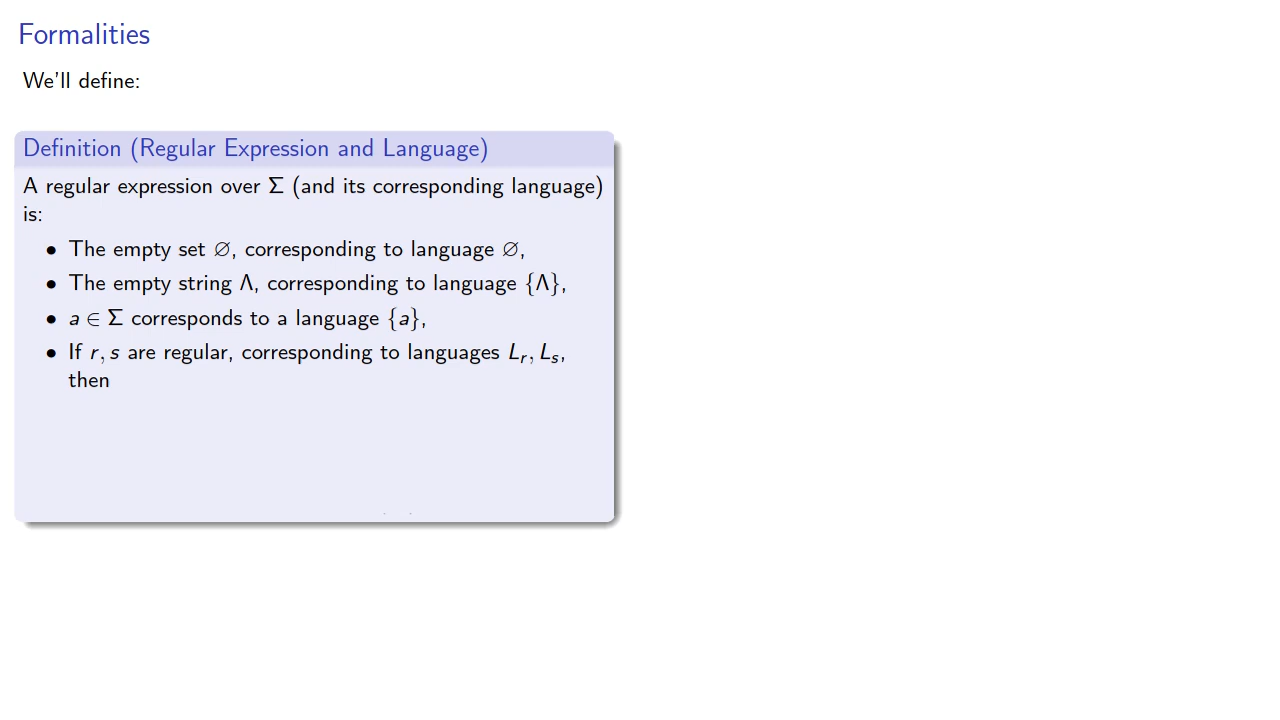 Formalities
We'll define:
Definition (Regular Expression and Language)
A regular expression over Σ (and its corresponding language)
is:
• The empty set ∅, corresponding to language ∅,
• The empty string Λ, corresponding to language {Λ},
• a ∈ Σ corresponds to a language {a},
• If r, s are regular, corresponding to languages Lᵣ, Lₛ,
then